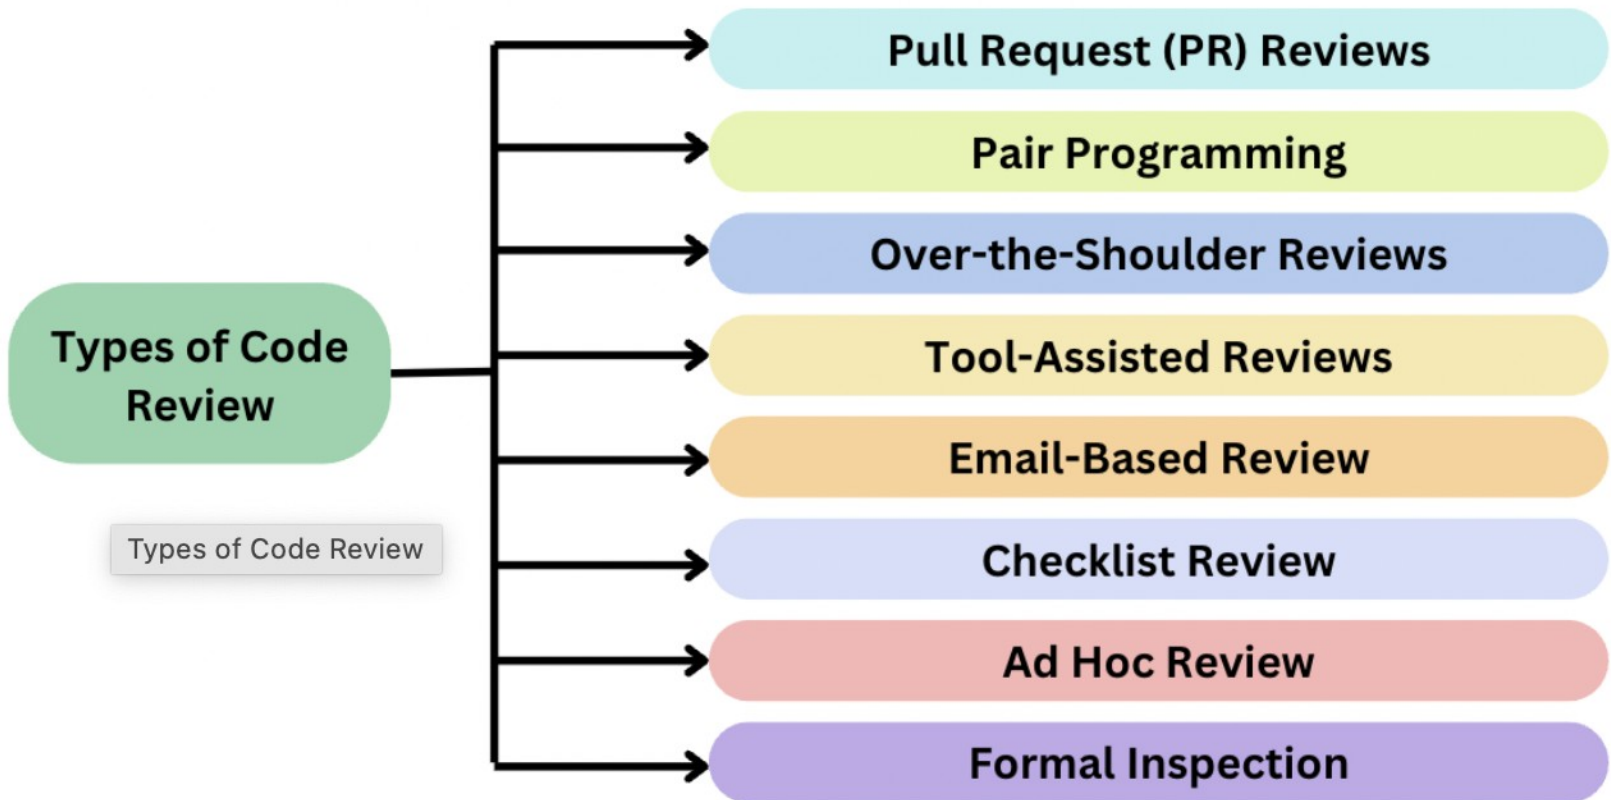 Types of Code
Review
Types of Code Review
Pull Request (PR) Reviews
Pair Programming
Over-the-Shoulder Reviews
Tool-Assisted Reviews
Email-Based Review
Checklist Review
Ad Hoc Review
Formal Inspection